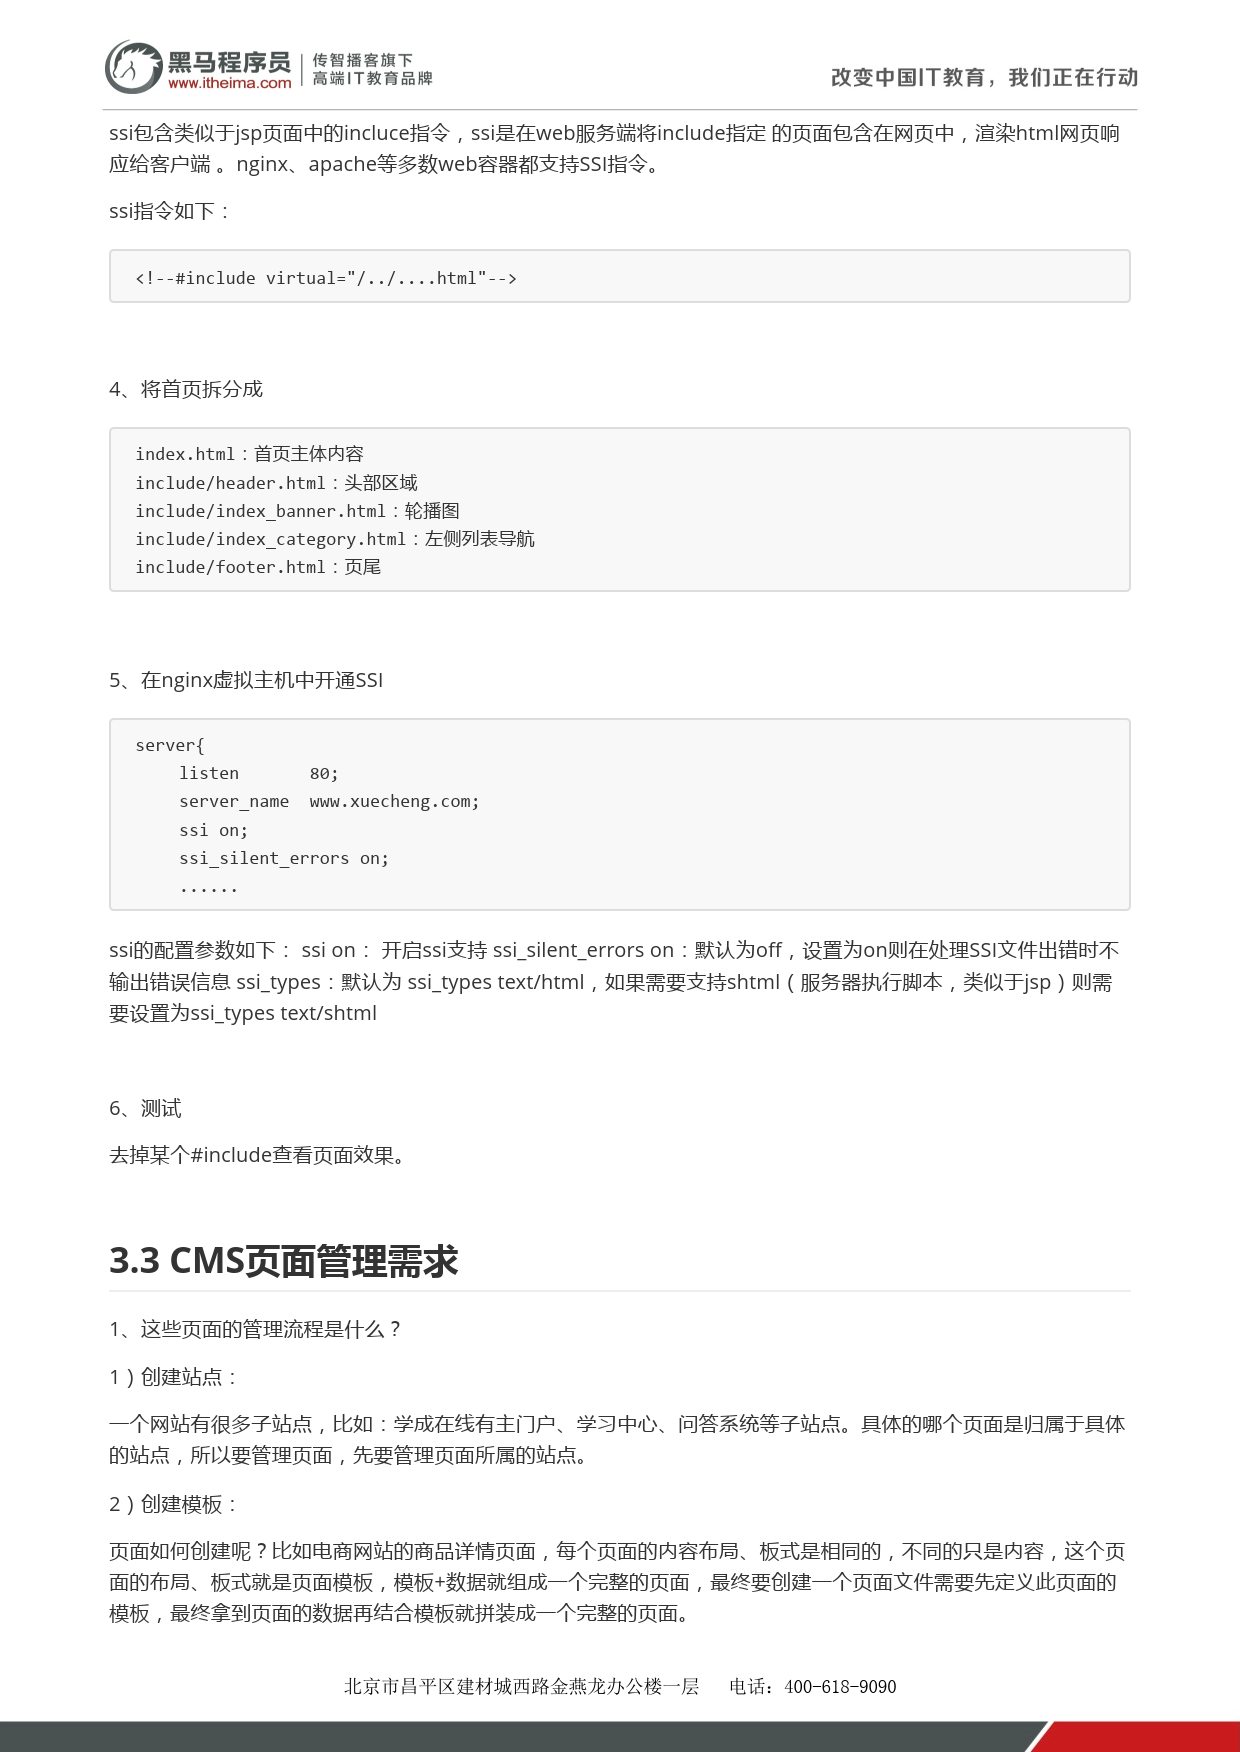 黑马程序员
www.itheima.com
传智播客旗下
高端IT教育品牌
改变中国IT教育，我们正在行动
ssi包含类似于jsp页面中的incluce指令，ssi是在web服务端将include指定 的页面包含在网页中，渲染html网页响
应给客户端 。nginx、apache等多数web容器都支持SSI指令。
ssi指令如下：
<!--#include virtual="/../....html"-->
4、将首页拆分成
index.html：首页主体内容
include/header.html：头部区域
include/index_banner.html：轮播图
include/index_category.html：左侧列表导航
include/footer.html：页尾
5、在nginx虚拟主机中开通SSI
server{
    listen       80;
    server_name  www.xuecheng.com;
    ssi on;
    ssi_silent_errors on;
    ......
ssi的配置参数如下： ssi on： 开启ssi支持 ssi_silent_errors on：默认为off，设置为on则在处理SSI文件出错时不
输出错误信息 ssi_types：默认为 ssi_types text/html，如果需要支持shtml（服务器执行脚本，类似于jsp）则需
要设置为ssi_types text/shtml
6、测试
去掉某个#include查看页面效果。
3.3 CMS页面管理需求
1、这些页面的管理流程是什么？
1）创建站点：
一个网站有很多子站点，比如：学成在线有主门户、学习中心、问答系统等子站点。具体的哪个页面是归属于具体
的站点，所以要管理页面，先要管理页面所属的站点。
2）创建模板：
页面如何创建呢？比如电商网站的商品详情页面，每个页面的内容布局、板式是相同的，不同的只是内容，这个页
面的布局、板式就是页面模板，模板+数据就组成一个完整的页面，最终要创建一个页面文件需要先定义此页面的
模板，最终拿到页面的数据再结合模板就拼装成一个完整的页面。
北京市昌平区建材城西路金燕龙办公楼一层   电话：400-618-9090